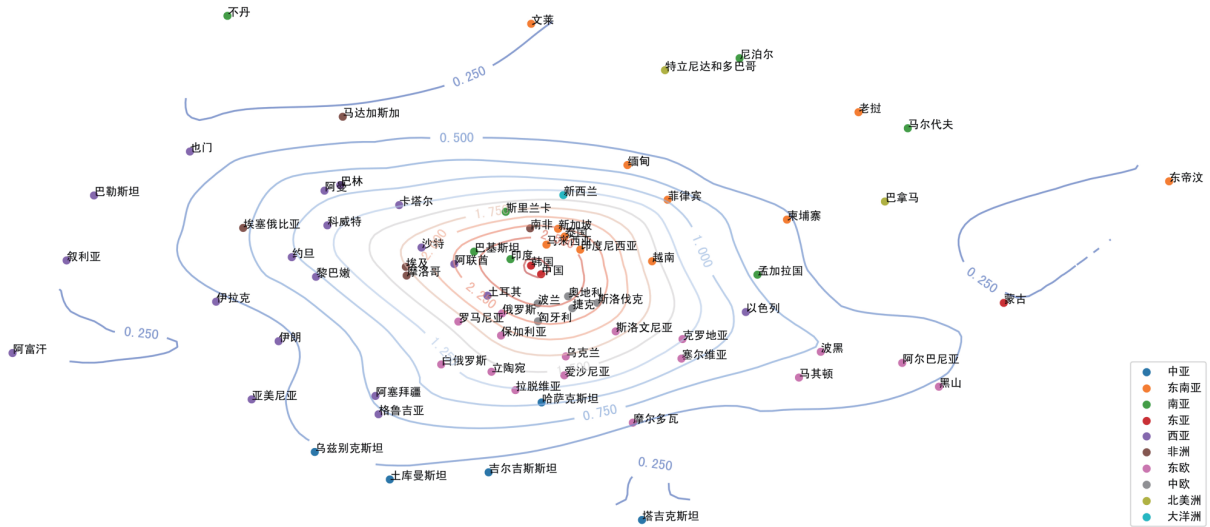 不丹
文莱
尼泊尔
0.250
特立尼达和多巴哥
老挝
马达加斯加
马尔代夫
0.500
也门
缅甸
东帝汶
巴林
阿曼
巴勒斯坦
新西兰
菲律宾
巴拿马
卡塔尔
斯里兰卡
1.75
柬埔寨
埃塞俄比亚
科威特
南非
新加坡
泰国
沙特
马来西亚
印度尼西亚
1.000
巴基斯坦
约旦
叙利亚
印度
越南
埃及
阿联酋
韩国
黎巴嫩
摩洛哥
中国
孟加拉国
0.250
土耳其
2.250
奥地利
伊拉克
波兰
捷克
斯洛伐克
蒙古
俄罗斯
以色列
罗马尼亚
匈牙利
0.250
保加利亚
斯洛文尼亚
伊朗
克罗地亚
阿富汗
波黑
乌克兰
塞尔维亚
白俄罗斯
阿尔巴尼亚
立陶宛
爱沙尼亚
马其顿
黑山
拉脱维亚
亚美尼亚
阿塞拜疆
哈萨克斯坦
格鲁吉亚
0.750
摩尔多瓦
乌兹别克斯坦
0.250
吉尔吉斯斯坦
土库曼斯坦
塔吉克斯坦
中亚
东南亚
南亚
东亚
西亚
非洲
东欧
中欧
北美洲
大洋洲